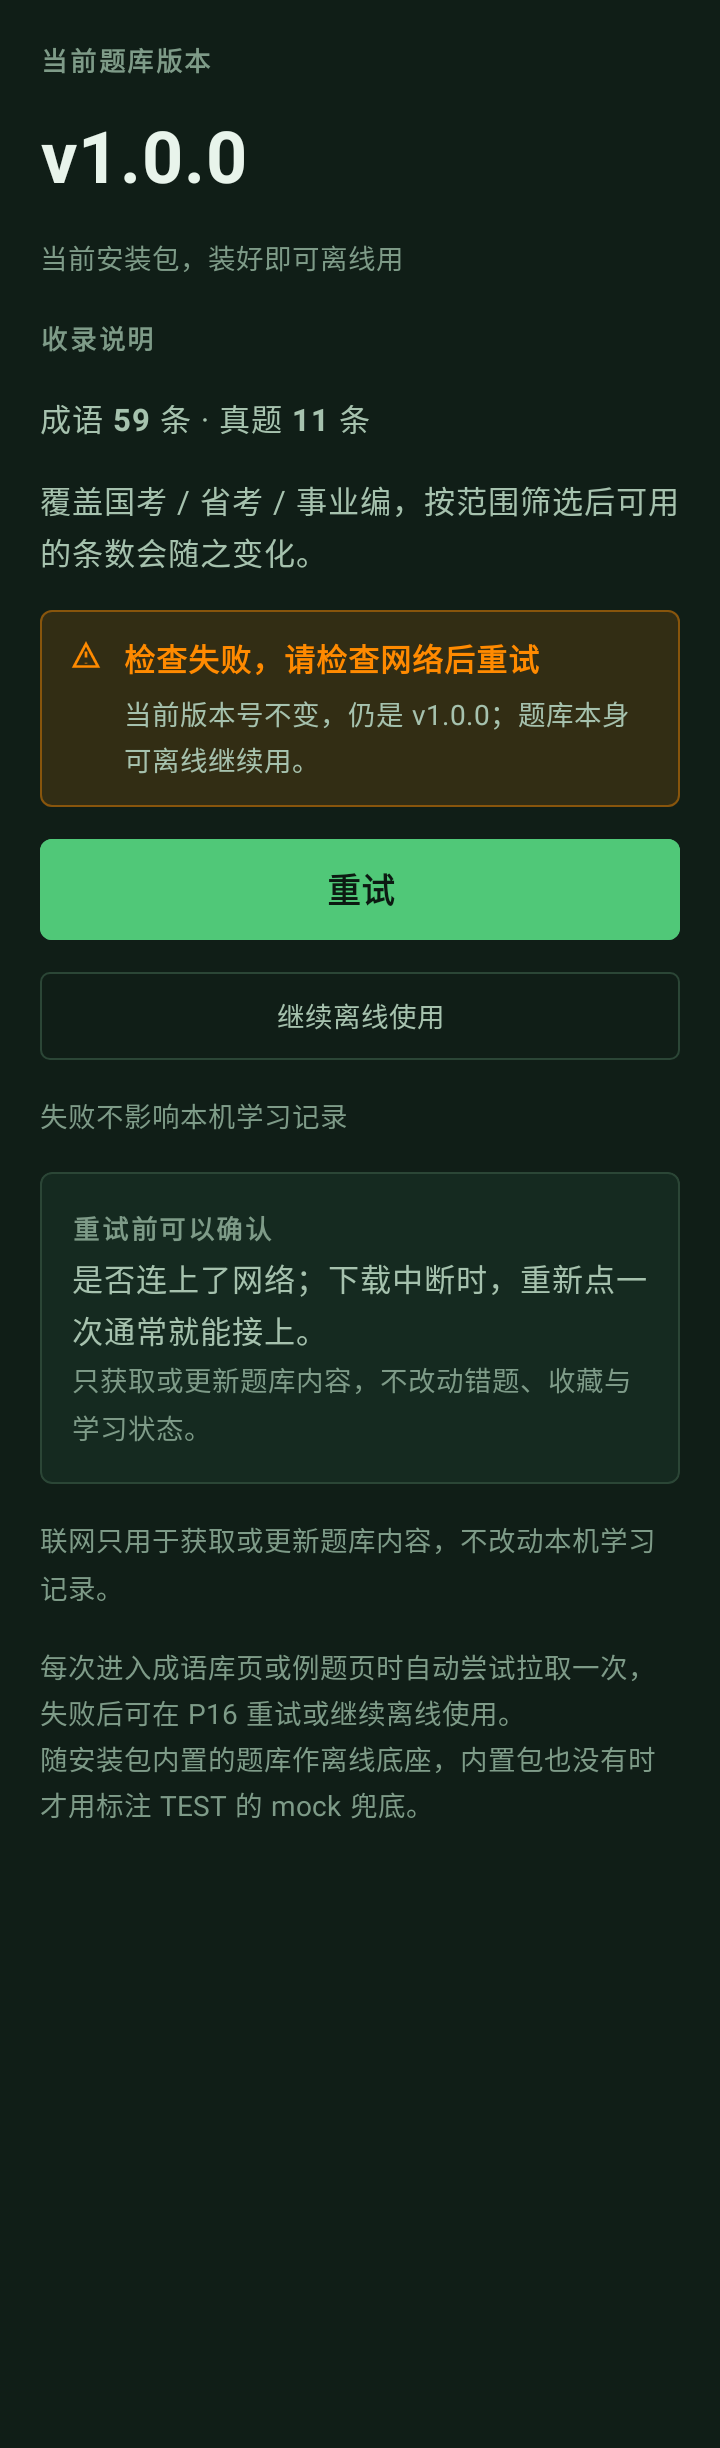 当前题库版本
v1.0.0
当前安装包，装好即可离线用
收录说明
成语 59 条 · 真题 11 条
覆盖国考 / 省考 / 事业编，按范围筛选后可用
的条数会随之变化。
检查失败，请检查网络后重试
当前版本号不变，仍是 v1.0.0；题库本身
可离线继续用。
重试
继续离线使用
失败不影响本机学习记录
重试前可以确认
是否连上了网络；下载中断时，重新点一
次通常就能接上。
只获取或更新题库内容，不改动错题、收藏与
学习状态。
联网只用于获取或更新题库内容，不改动本机学习
记录。
每次进入成语库页或例题页时自动尝试拉取一次，
失败后可在 P16 重试或继续离线使用。
随安装包内置的题库作离线底座，内置包也没有时
才用标注 TEST 的 mock 兜底。